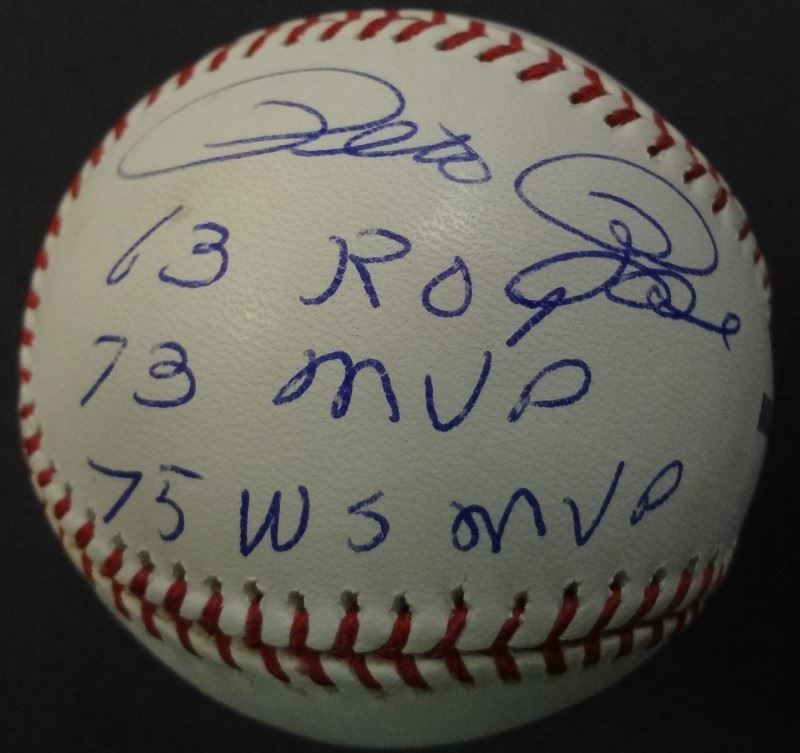 Pete Rose
63 ROY
73 MVP
75 WS MVP